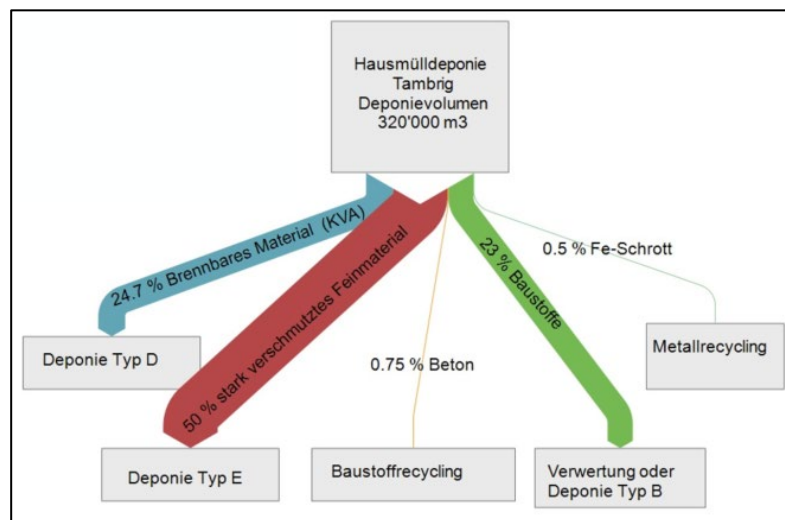 Hausmülldeponie
Tambrig
Deponievolumen
320'000 m3
24.7 % Brennbares Material (KVA)
50 % stark verschmutztes Feinmaterial
0.75 % Beton
23 % Baustoffe
0.5 % Fe-Schrott
Deponie Typ D
Metallrecycling
Deponie Typ E
Baustoffrecycling
Verwertung oder
Deponie Typ B